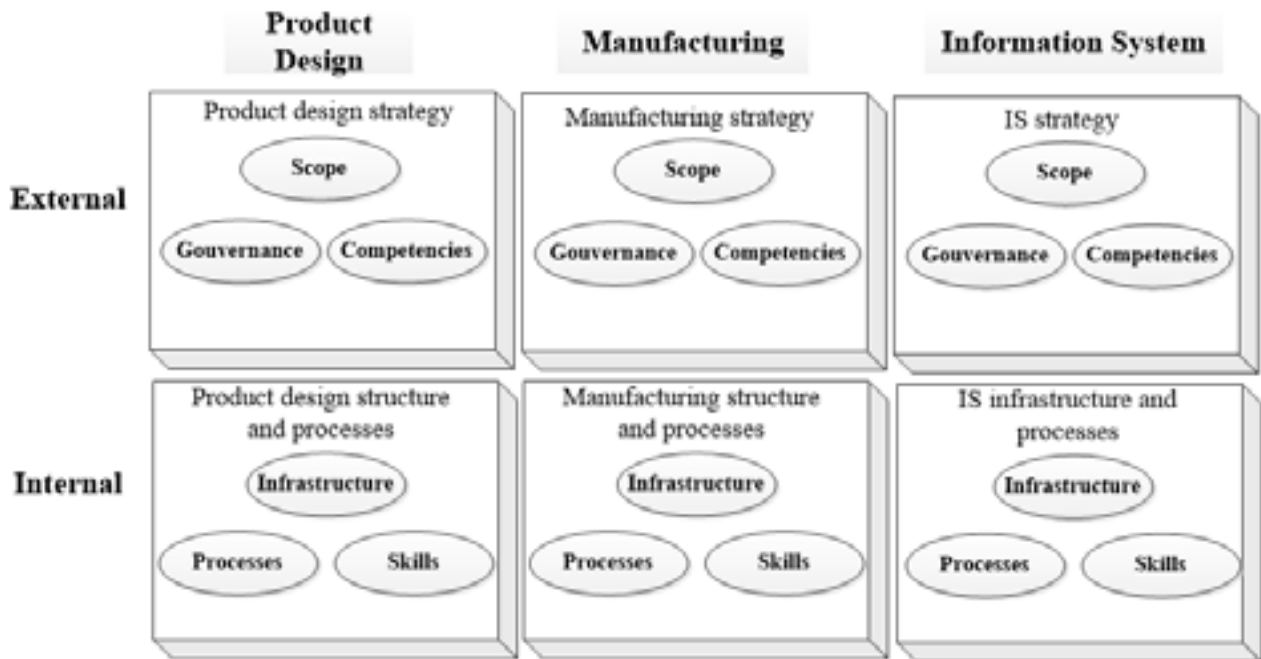 Product
Design
Manufacturing
Information System
External
Product design strategy
Scope
Gouvernance
Competencies
Manufacturing strategy
Scope
Gouvernance
Competencies
IS strategy
Scope
Gouvernance
Competencies
Internal
Product design structure
and processes
Infrastructure
Processes
Skills
Manufacturing structure
and processes
Infrastructure
Processes
Skills
IS infrastructure and
processes
Infrastructure
Processes
Skills